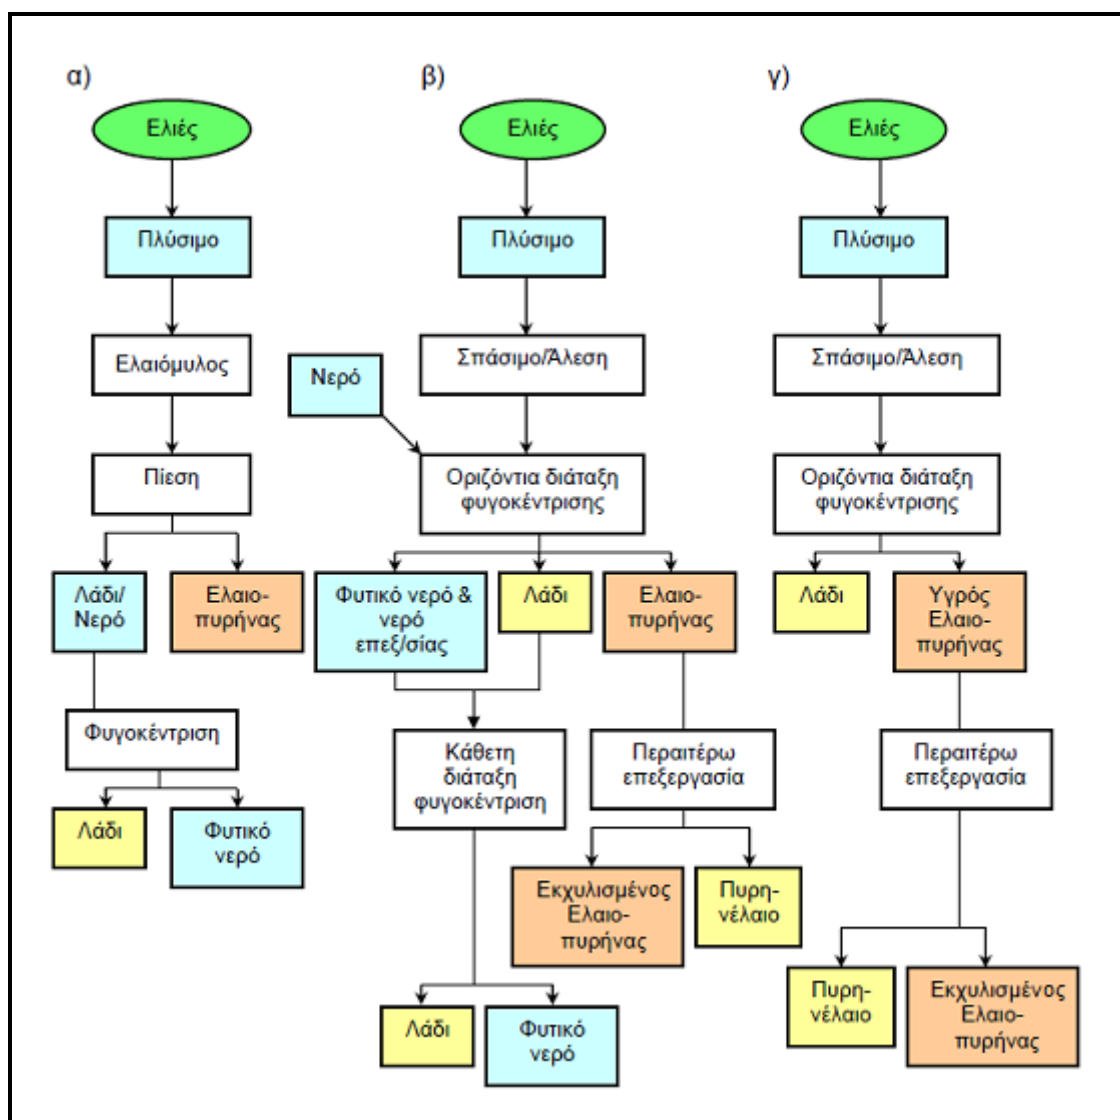 α)
Ελιές
Πλύσιμο
Ελαιόμυλος
Πίεση
Λάδι/
Νερό
Ελαιο-
πυρήνας
Φυγοκέντριση
Λάδι
Φυτικό
νερό
β)
Ελιές
Πλύσιμο
Σπάσιμο/Άλεση
Νερό
Οριζόντια διάταξη
φυγοκέντρισης
Φυτικό νερό &
νερό
επεξ/σίας
Λάδι
Ελαιο-
πυρήνας
Κάθετη
διάταξη
φυγοκέντριση
Περαιτέρω
επεξεργασία
Εκχυλισμένος
Ελαιο-
πυρήνας
Πυρη-
νέλαιο
Λάδι
Φυτικό
νερό
γ)
Ελιές
Πλύσιμο
Σπάσιμο/Άλεση
Οριζόντια διάταξη
φυγοκέντρισης
Λάδι
Υγρός
Ελαιο-
πυρήνας
Περαιτέρω
επεξεργασία
Πυρη-
νέλαιο
Εκχυλισμένος
Ελαιο-
πυρήνας